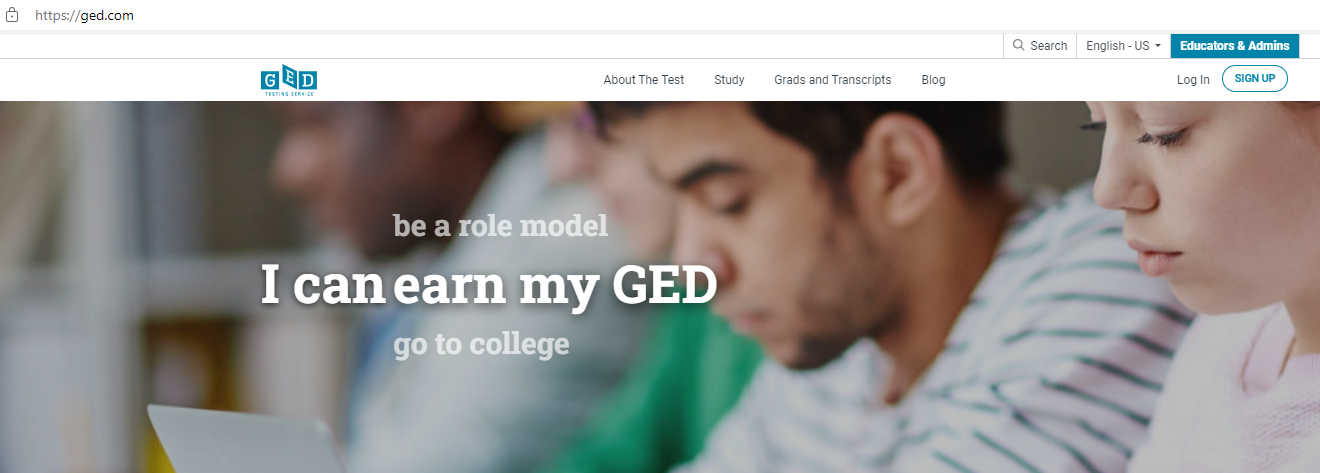 https://ged.com
Search
English - US
Educators & Admins
GED
TESTING SERVICE
About The Test
Study
Grads and Transcripts
Blog
Log In
SIGN UP
be a role model
I can earn my GED
go to college